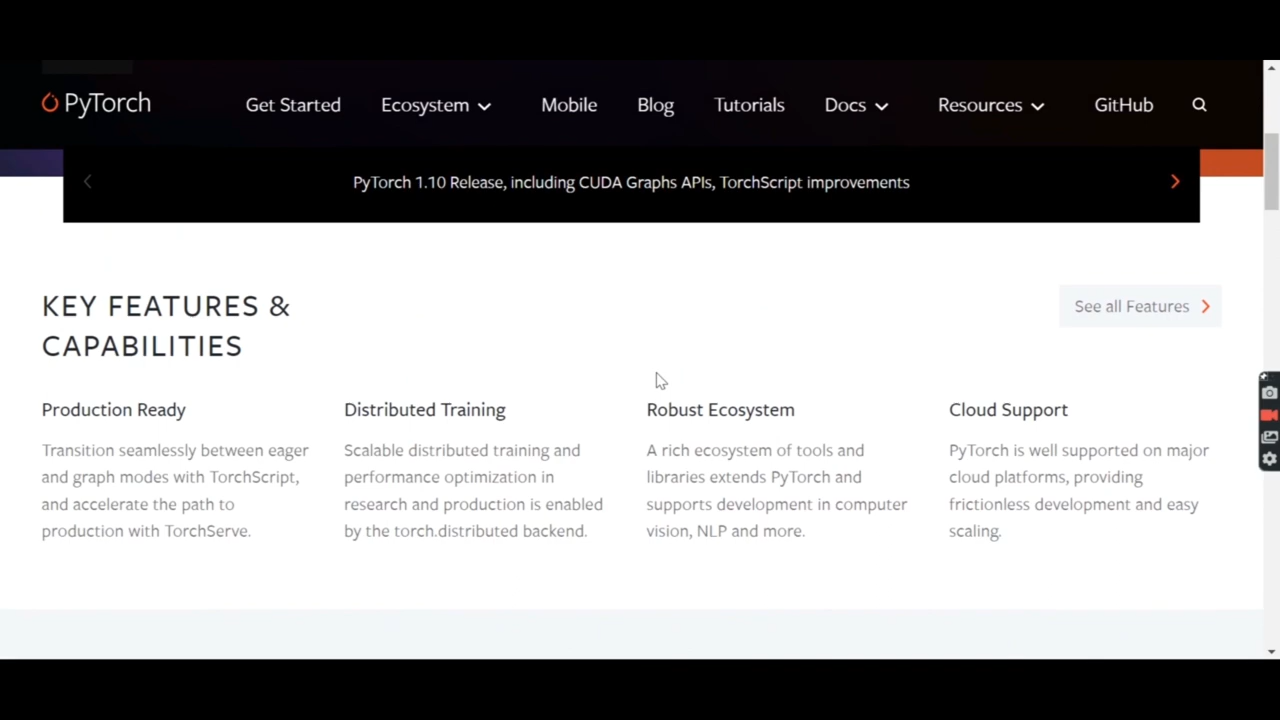 PyTorch
Get Started
Ecosystem
Mobile
Blog
Tutorials
Docs
Resources
GitHub
PyTorch 1.10 Release, including CUDA Graphs APIs, TorchScript improvements
KEY FEATURES &
CAPABILITIES
See all Features
Production Ready
Transition seamlessly between eager
and graph modes with TorchScript,
and accelerate the path to
production with TorchServe.
Distributed Training
Scalable distributed training and
performance optimization in
research and production is enabled
by the torch.distributed backend.
Robust Ecosystem
A rich ecosystem of tools and
libraries extends PyTorch and
supports development in computer
vision, NLP and more.
Cloud Support
PyTorch is well supported on major
cloud platforms, providing
frictionless development and easy
scaling.